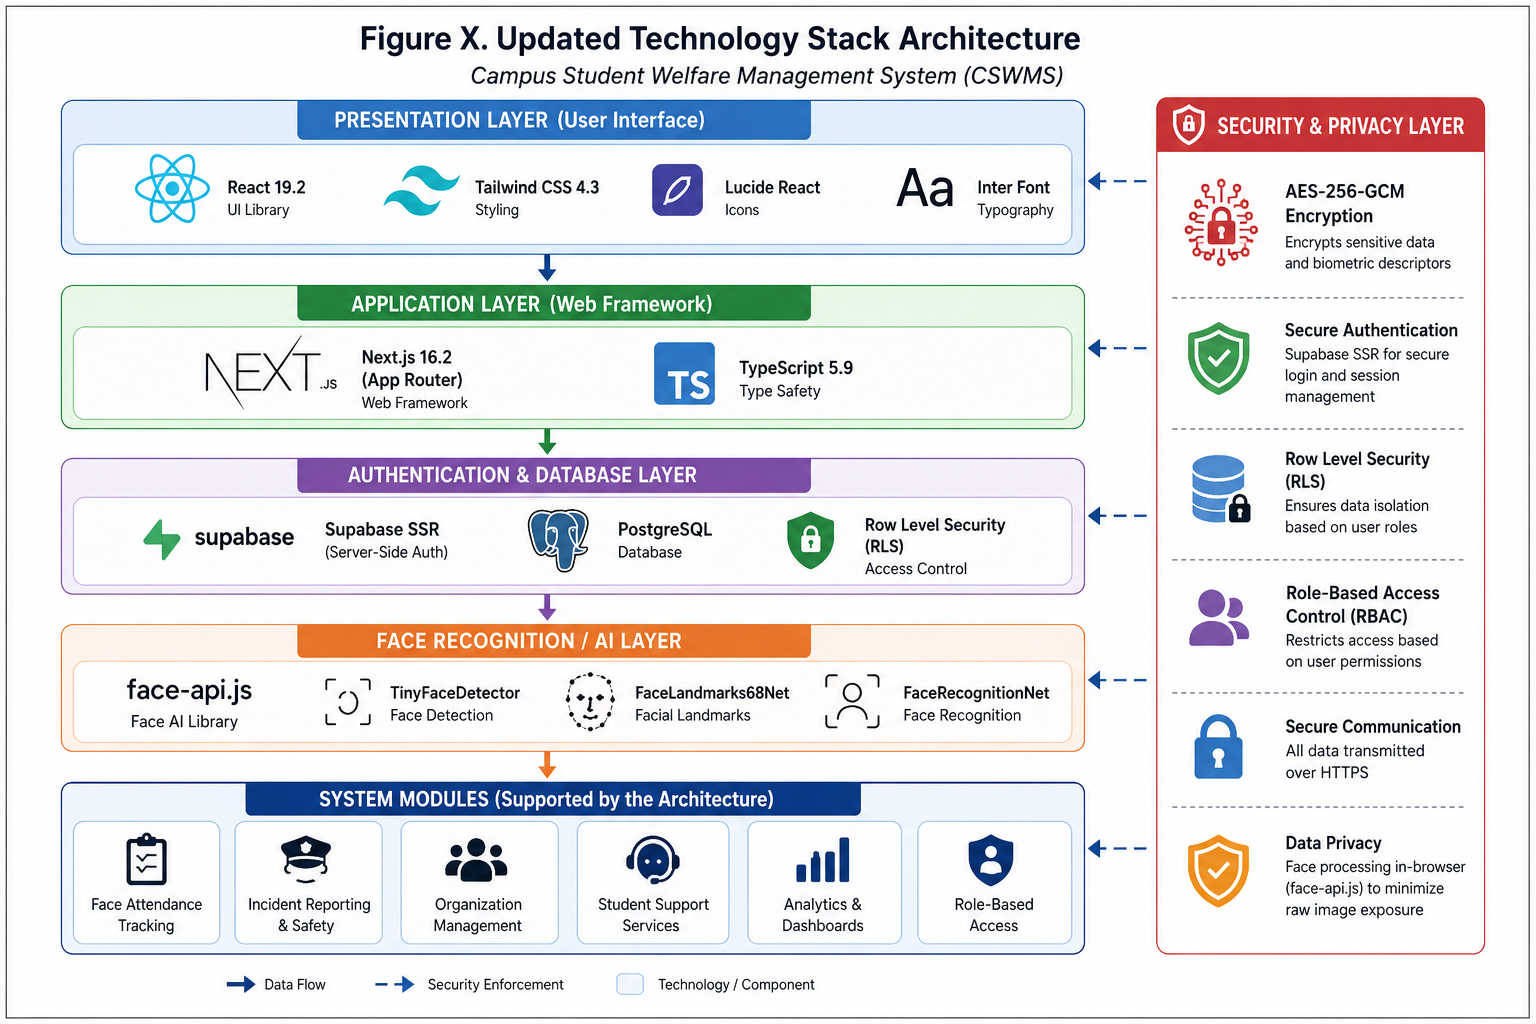 Figure X. Updated Technology Stack Architecture
Campus Student Welfare Management System (CSWMS)
PRESENTATION LAYER (User Interface)
React 19.2
UI Library
Tailwind CSS 4.3
Styling
Lucide React
Icons
Aa
Inter Font
Typography
APPLICATION LAYER (Web Framework)
NEXT.JS
Next.js 16.2
(App Router)
Web Framework
TS
TypeScript 5.9
Type Safety
AUTHENTICATION & DATABASE LAYER
supabase
Supabase SSR
(Server-Side Auth)
PostgreSQL
Database
Row Level Security
(RLS)
Access Control
FACE RECOGNITION / AI LAYER
face-api.js
Face AI Library
TinyFaceDetector
Face Detection
FaceLandmarks68Net
Facial Landmarks
FaceRecognitionNet
Face Recognition
SYSTEM MODULES (Supported by the Architecture)
Face Attendance
Tracking
Incident Reporting
& Safety
Organization
Management
Student Support
Services
Analytics &
Dashboards
Role-Based
Access
Data Flow
Security Enforcement
Technology / Component
SECURITY & PRIVACY LAYER
AES-256-GCM
Encryption
Encrypts sensitive data
and biometric descriptors
Secure Authentication
Supabase SSR for secure
login and session
management
Row Level Security
(RLS)
Ensures data isolation
based on user roles
Role-Based Access
Control (RBAC)
Restricts access based
on user permissions
Secure Communication
All data transmitted
over HTTPS
Data Privacy
Face processing in-browser
(face-api.js) to minimize
raw image exposure